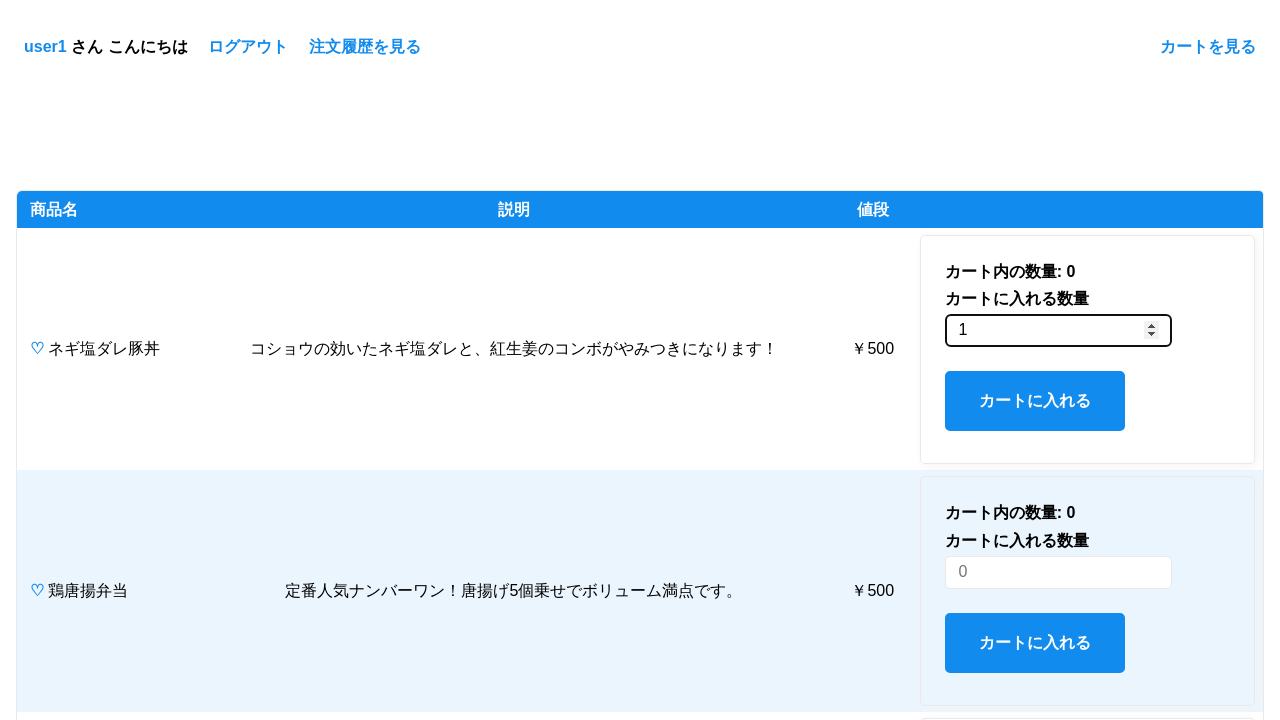 user1 さん こんにちは ログアウト 注文履歴を見る カートを見る
商品名 説明 値段
カート内の数量: 0
カートに入れる数量
1
♡ ネギ塩ダレ豚丼 コショウの効いたネギ塩ダレと、紅生姜のコンボがやみつきになります！ ￥500
カートに入れる
カート内の数量: 0
カートに入れる数量
0
♡ 鶏唐揚弁当 定番人気ナンバーワン！唐揚げ5個乗せでボリューム満点です。 ￥500
カートに入れる